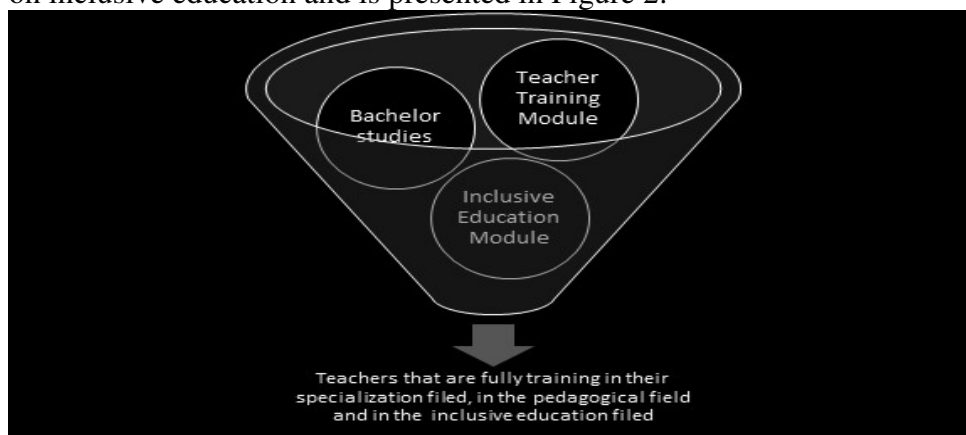 on inclusive education and is presented in Figure 2.
Bachelor
studies
Teacher
Training
Module
Inclusive
Education
Module
Teachers that are fully training in their
specialization filed, in the pedagogical field
and in the inclusive education filed